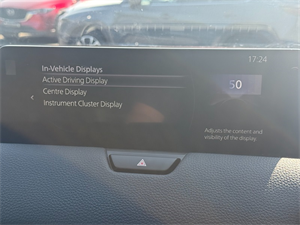 17:24
In-Vehicle Displays
Active Driving Display
Centre Display
Instrument Cluster Display
50
Adjusts the content and
visibility of the display.